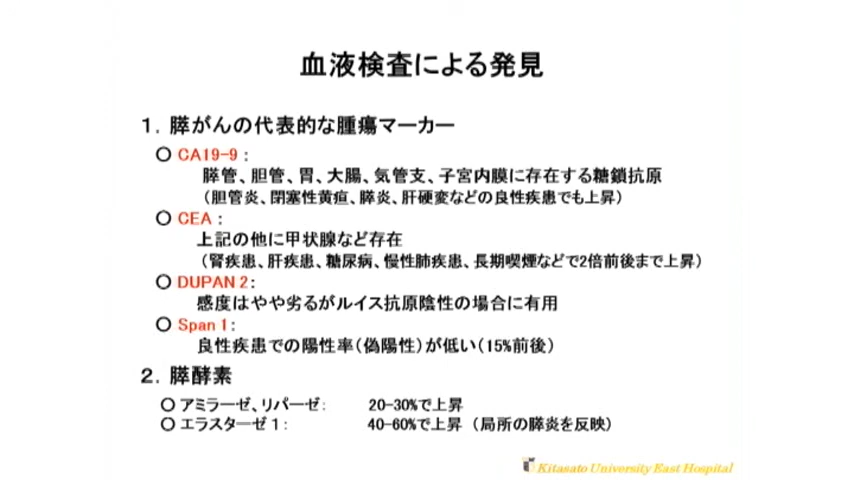 血液検査による発見
1. 膵がんの代表的な腫瘍マーカー
○ CA19-9：
膵管、胆管、胃、大腸、気管支、子宮内膜に存在する糖鎖抗原
（胆管炎、閉塞性黄疸、膵炎、肝硬変などの良性疾患でも上昇）
○ CEA：
上記の他に甲状腺など存在
（腎疾患、肝疾患、糖尿病、慢性肺疾患、長期喫煙などで2倍前後まで上昇）
○ DUPAN 2：
感度はやや劣るがルイス抗原陰性の場合に有用
○ Span 1：
良性疾患での陽性率（偽陽性）が低い（15%前後）
2. 膵酵素
○ アミラーゼ、リパーゼ： 20-30%で上昇
○ エラスターゼ1： 40-60%で上昇（局所の膵炎を反映）
Kitasato University East Hospital